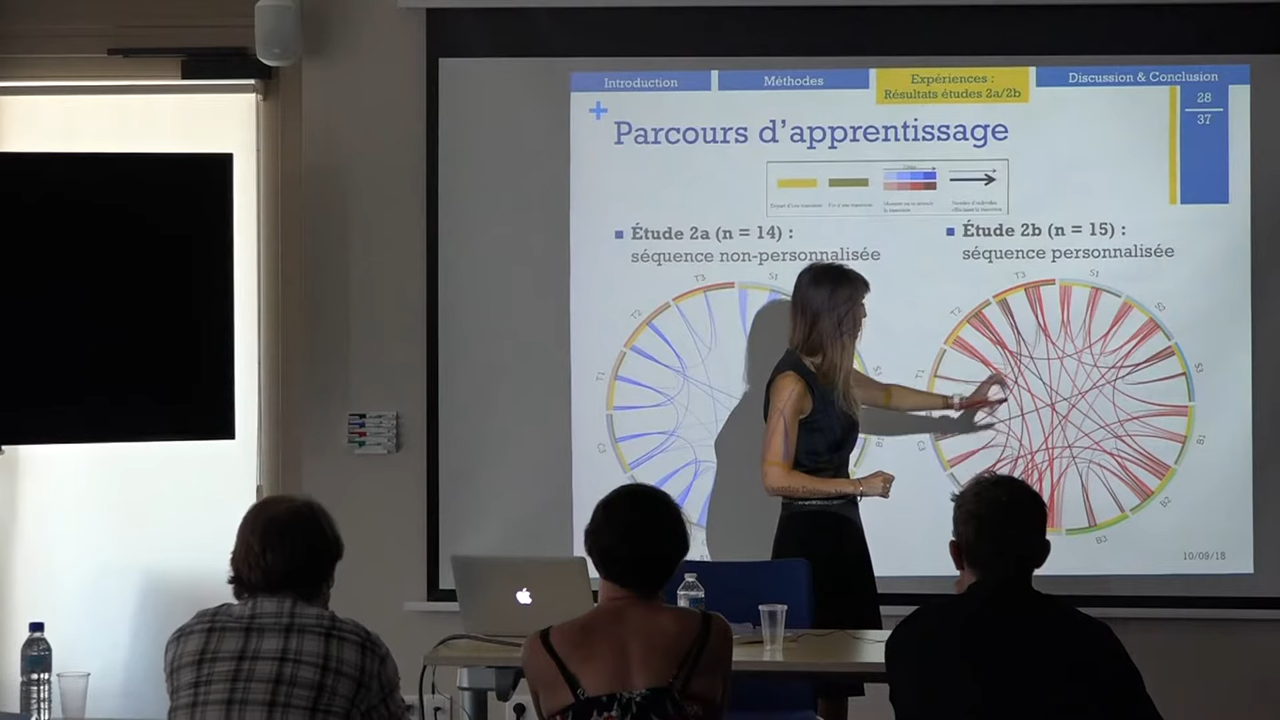 Introduction
Méthodes
Expériences :
Résultats études 2a/2b
Discussion & Conclusion
28
37
+
Parcours d'apprentissage
Étude 2a (n = 14) :
séquence non-personnalisée
Étude 2b (n = 15) :
séquence personnalisée
T3
S1
T2
T1
T3
S1
T2
S2
T1
S3
B1
B2
B3
10/09/18